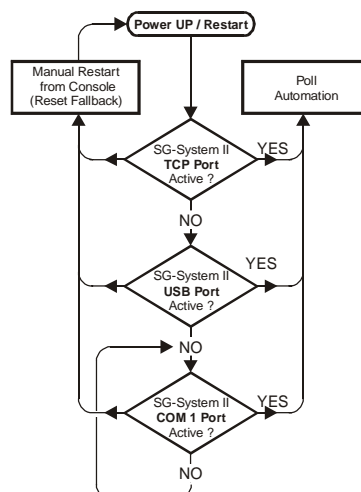 Power UP / Restart
Manual Restart
from Console
(Reset Fallback)
Poll
Automation
SG-System II
TCP Port
Active ?
YES
NO
SG-System II
USB Port
Active ?
YES
NO
SG-System II
COM 1 Port
Active ?
YES
NO